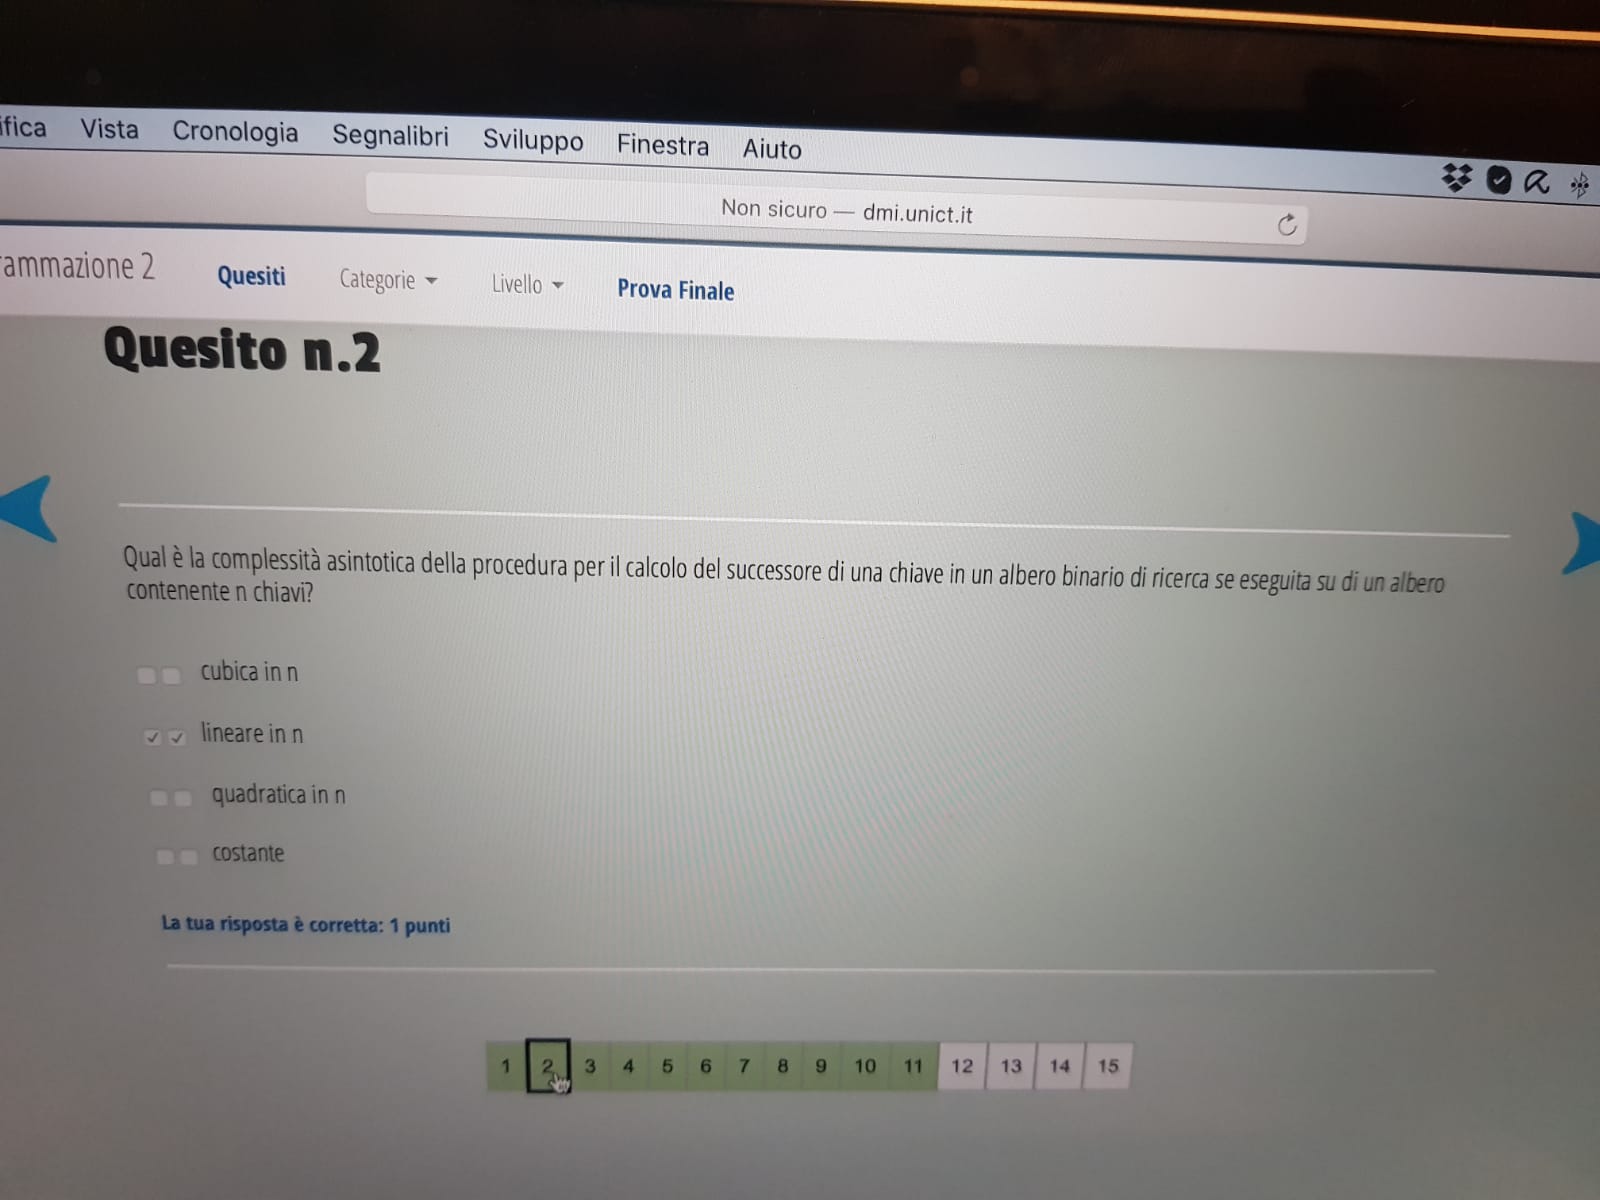 Vista Cronologia Segnalibri Sviluppo Finestra Aiuto
Non sicuro — dmi.unict.it
Quesiti Categorie Livello Prova Finale
Quesito n.2
Qual è la complessità asintotica della procedura per il calcolo del successore di una chiave in un albero binario di ricerca se eseguita su di un albero
contenente n chiavi?
cubica in n
lineare in n
quadratica in n
costante
La tua risposta è corretta: 1 punti
1 2 3 4 5 6 7 8 9 10 11 12 13 14 15